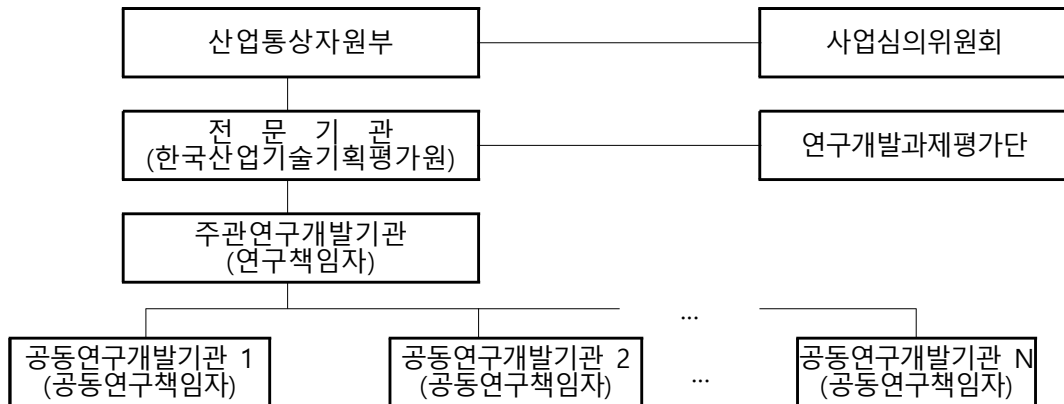 산업통상자원부
사업심의위원회
전 문 기 관
(한국산업기술기획평가원)
연구개발과제평가단
주관연구개발기관
(연구책임자)
...
공동연구개발기관 1
(공동연구책임자)
공동연구개발기관 2
(공동연구책임자)
...
공동연구개발기관 N
(공동연구책임자)